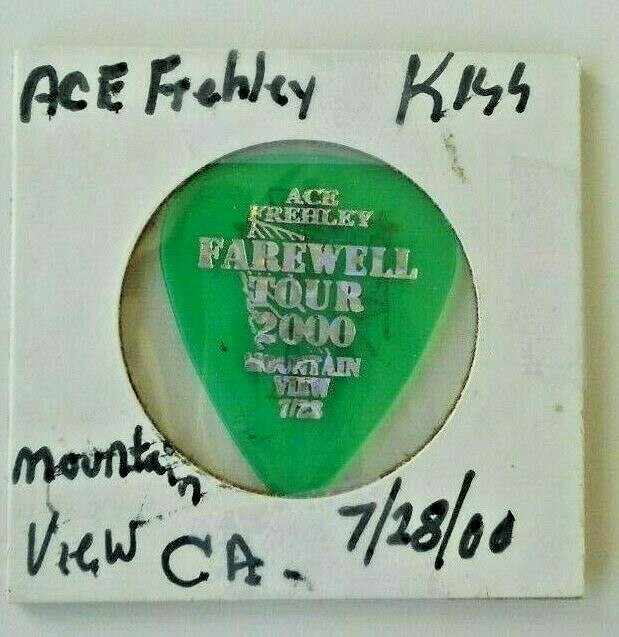 ACE Frehley KISS
ACE
FREHLEY
FAREWELL
TOUR
2000
MOUNTAIN
VIEW
7/28
mountain
View CA.
7/28/00